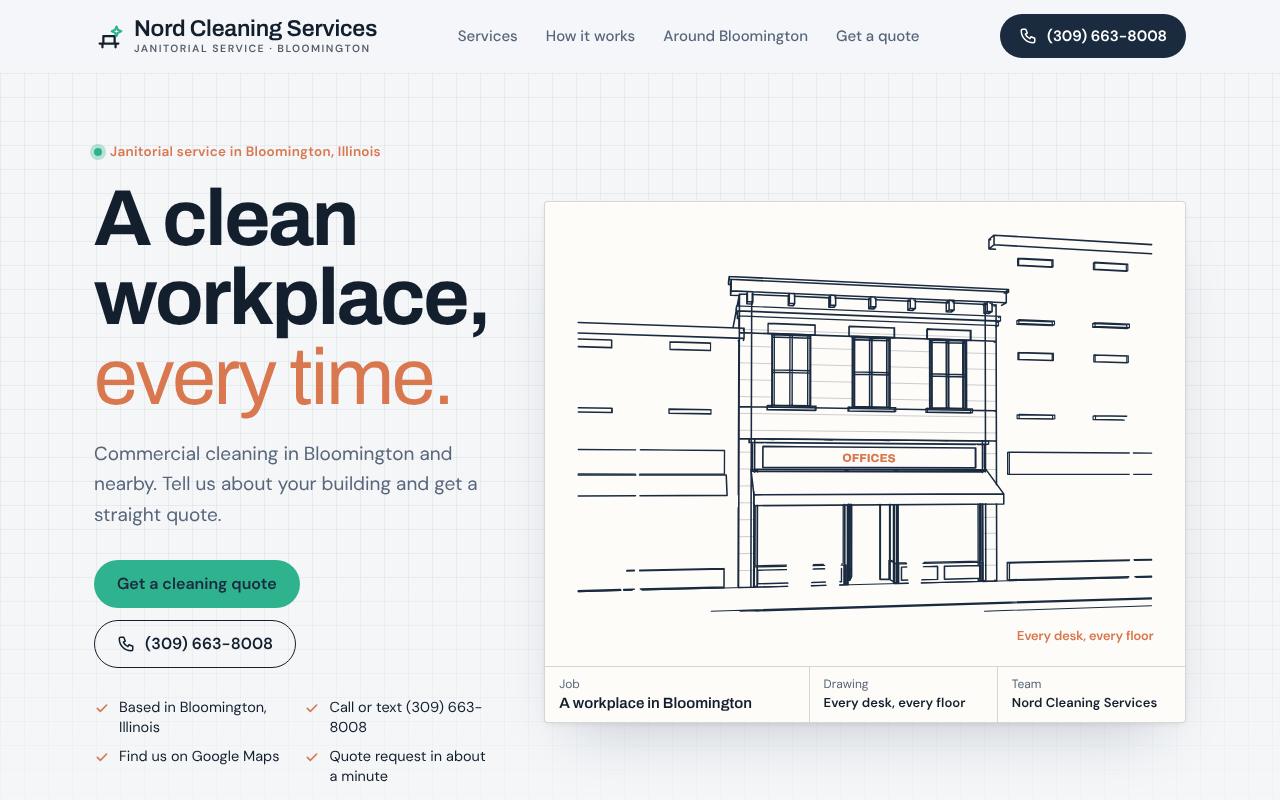 Nord Cleaning Services
JANITORIAL SERVICE · BLOOMINGTON
Services
How it works
Around Bloomington
Get a quote
(309) 663-8008
Janitorial service in Bloomington, Illinois
A clean
workplace,
every time.
Commercial cleaning in Bloomington and
nearby. Tell us about your building and get a
straight quote.
Get a cleaning quote
(309) 663-8008
Based in Bloomington,
Illinois
Call or text (309) 663-
8008
Find us on Google Maps
Quote request in about
a minute
OFFICES
Every desk, every floor
Job
A workplace in Bloomington
Drawing
Every desk, every floor
Team
Nord Cleaning Services